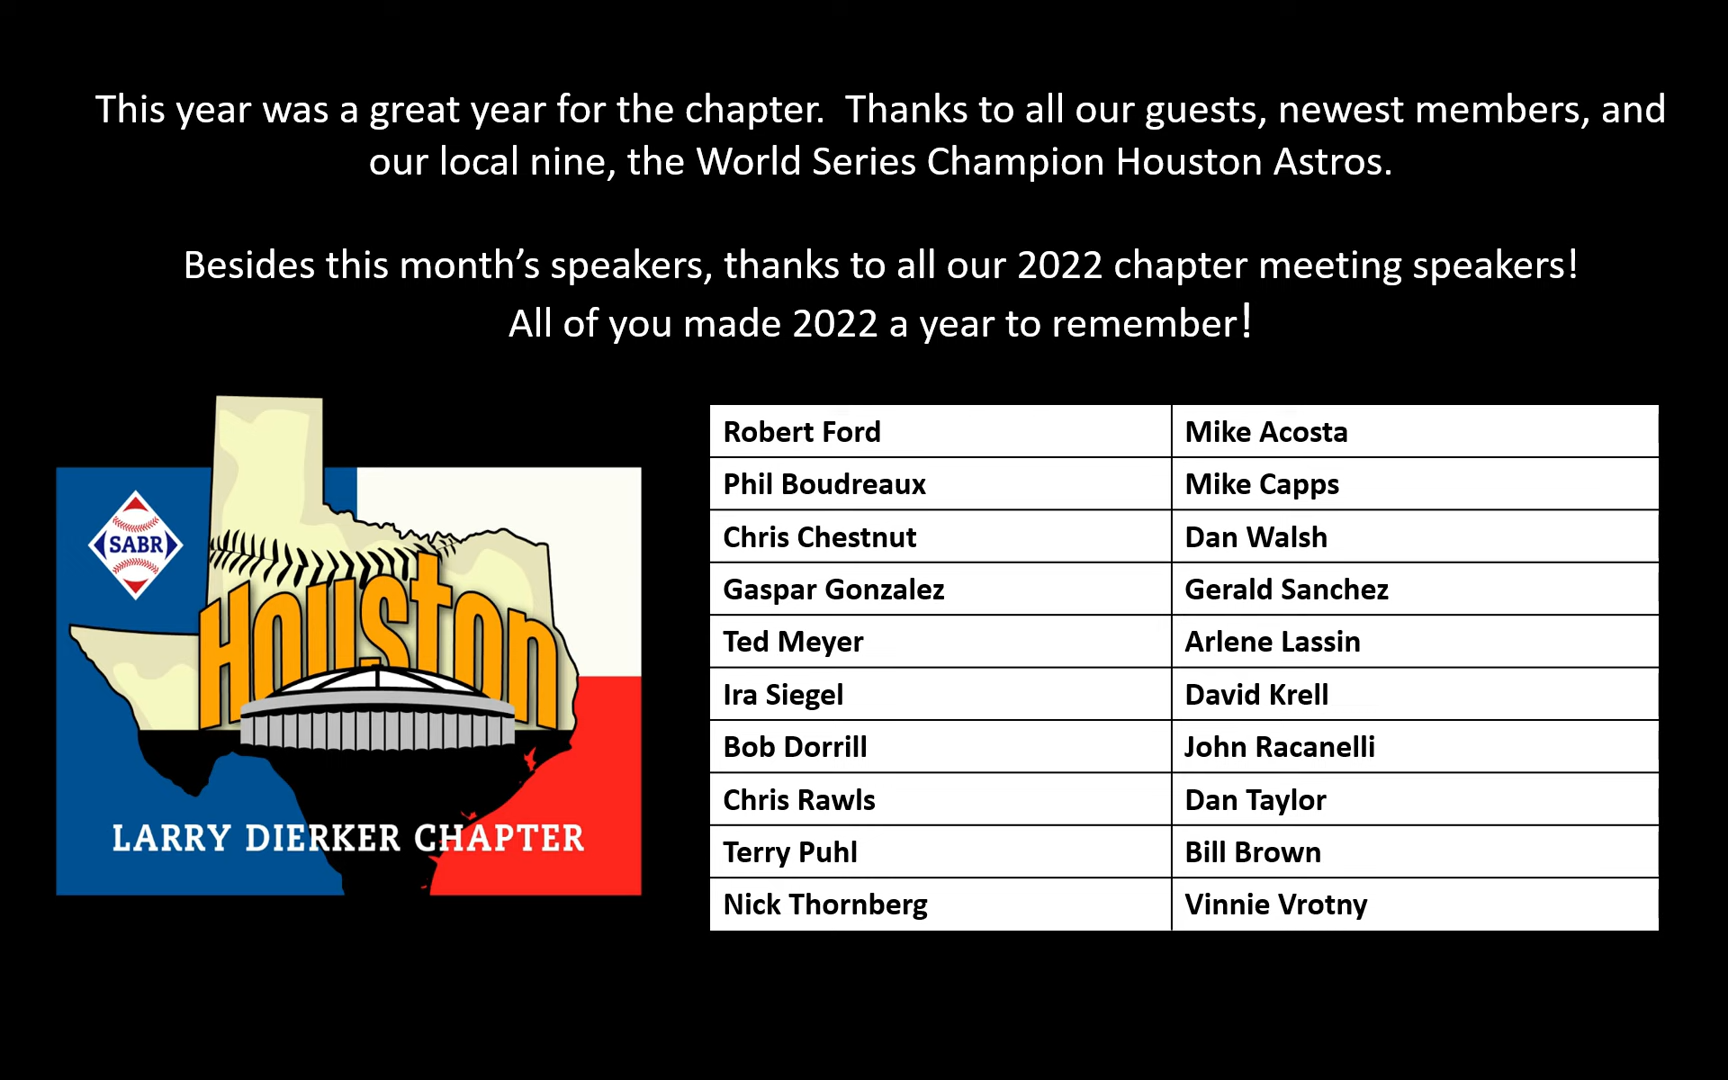 This year was a great year for the chapter.  Thanks to all our guests, newest members, and
our local nine, the World Series Champion Houston Astros.
Besides this month’s speakers, thanks to all our 2022 chapter meeting speakers!
All of you made 2022 a year to remember!
SABR
Houston
LARRY DIERKER CHAPTER
Robert Ford Mike Acosta
Phil Boudreaux Mike Capps
Chris Chestnut Dan Walsh
Gaspar Gonzalez Gerald Sanchez
Ted Meyer Arlene Lassin
Ira Siegel David Krell
Bob Dorrill John Racanelli
Chris Rawls Dan Taylor
Terry Puhl Bill Brown
Nick Thornberg Vinnie Vrotny